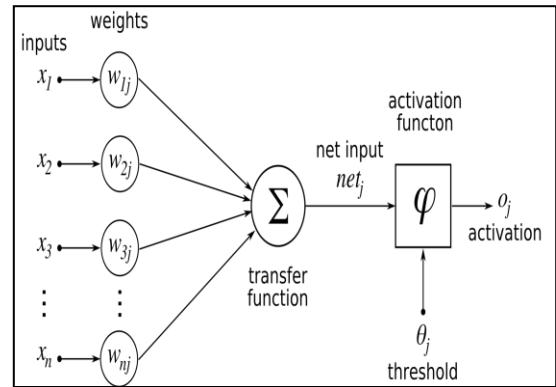 weights
inputs
x1 w1j
activation
functon
x2 w2j
net input
netj
Σ
φ
oj
activation
x3 w3j
transfer
function
⋮ ⋮
xn wnj
θj
threshold